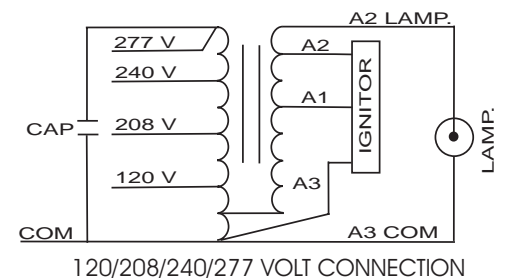 A2 LAMP.
277 V
A2
240 V
A1
IGNITOR
CAP
208 V
LAMP.
120 V
A3
COM
A3 COM
120/208/240/277 VOLT CONNECTION